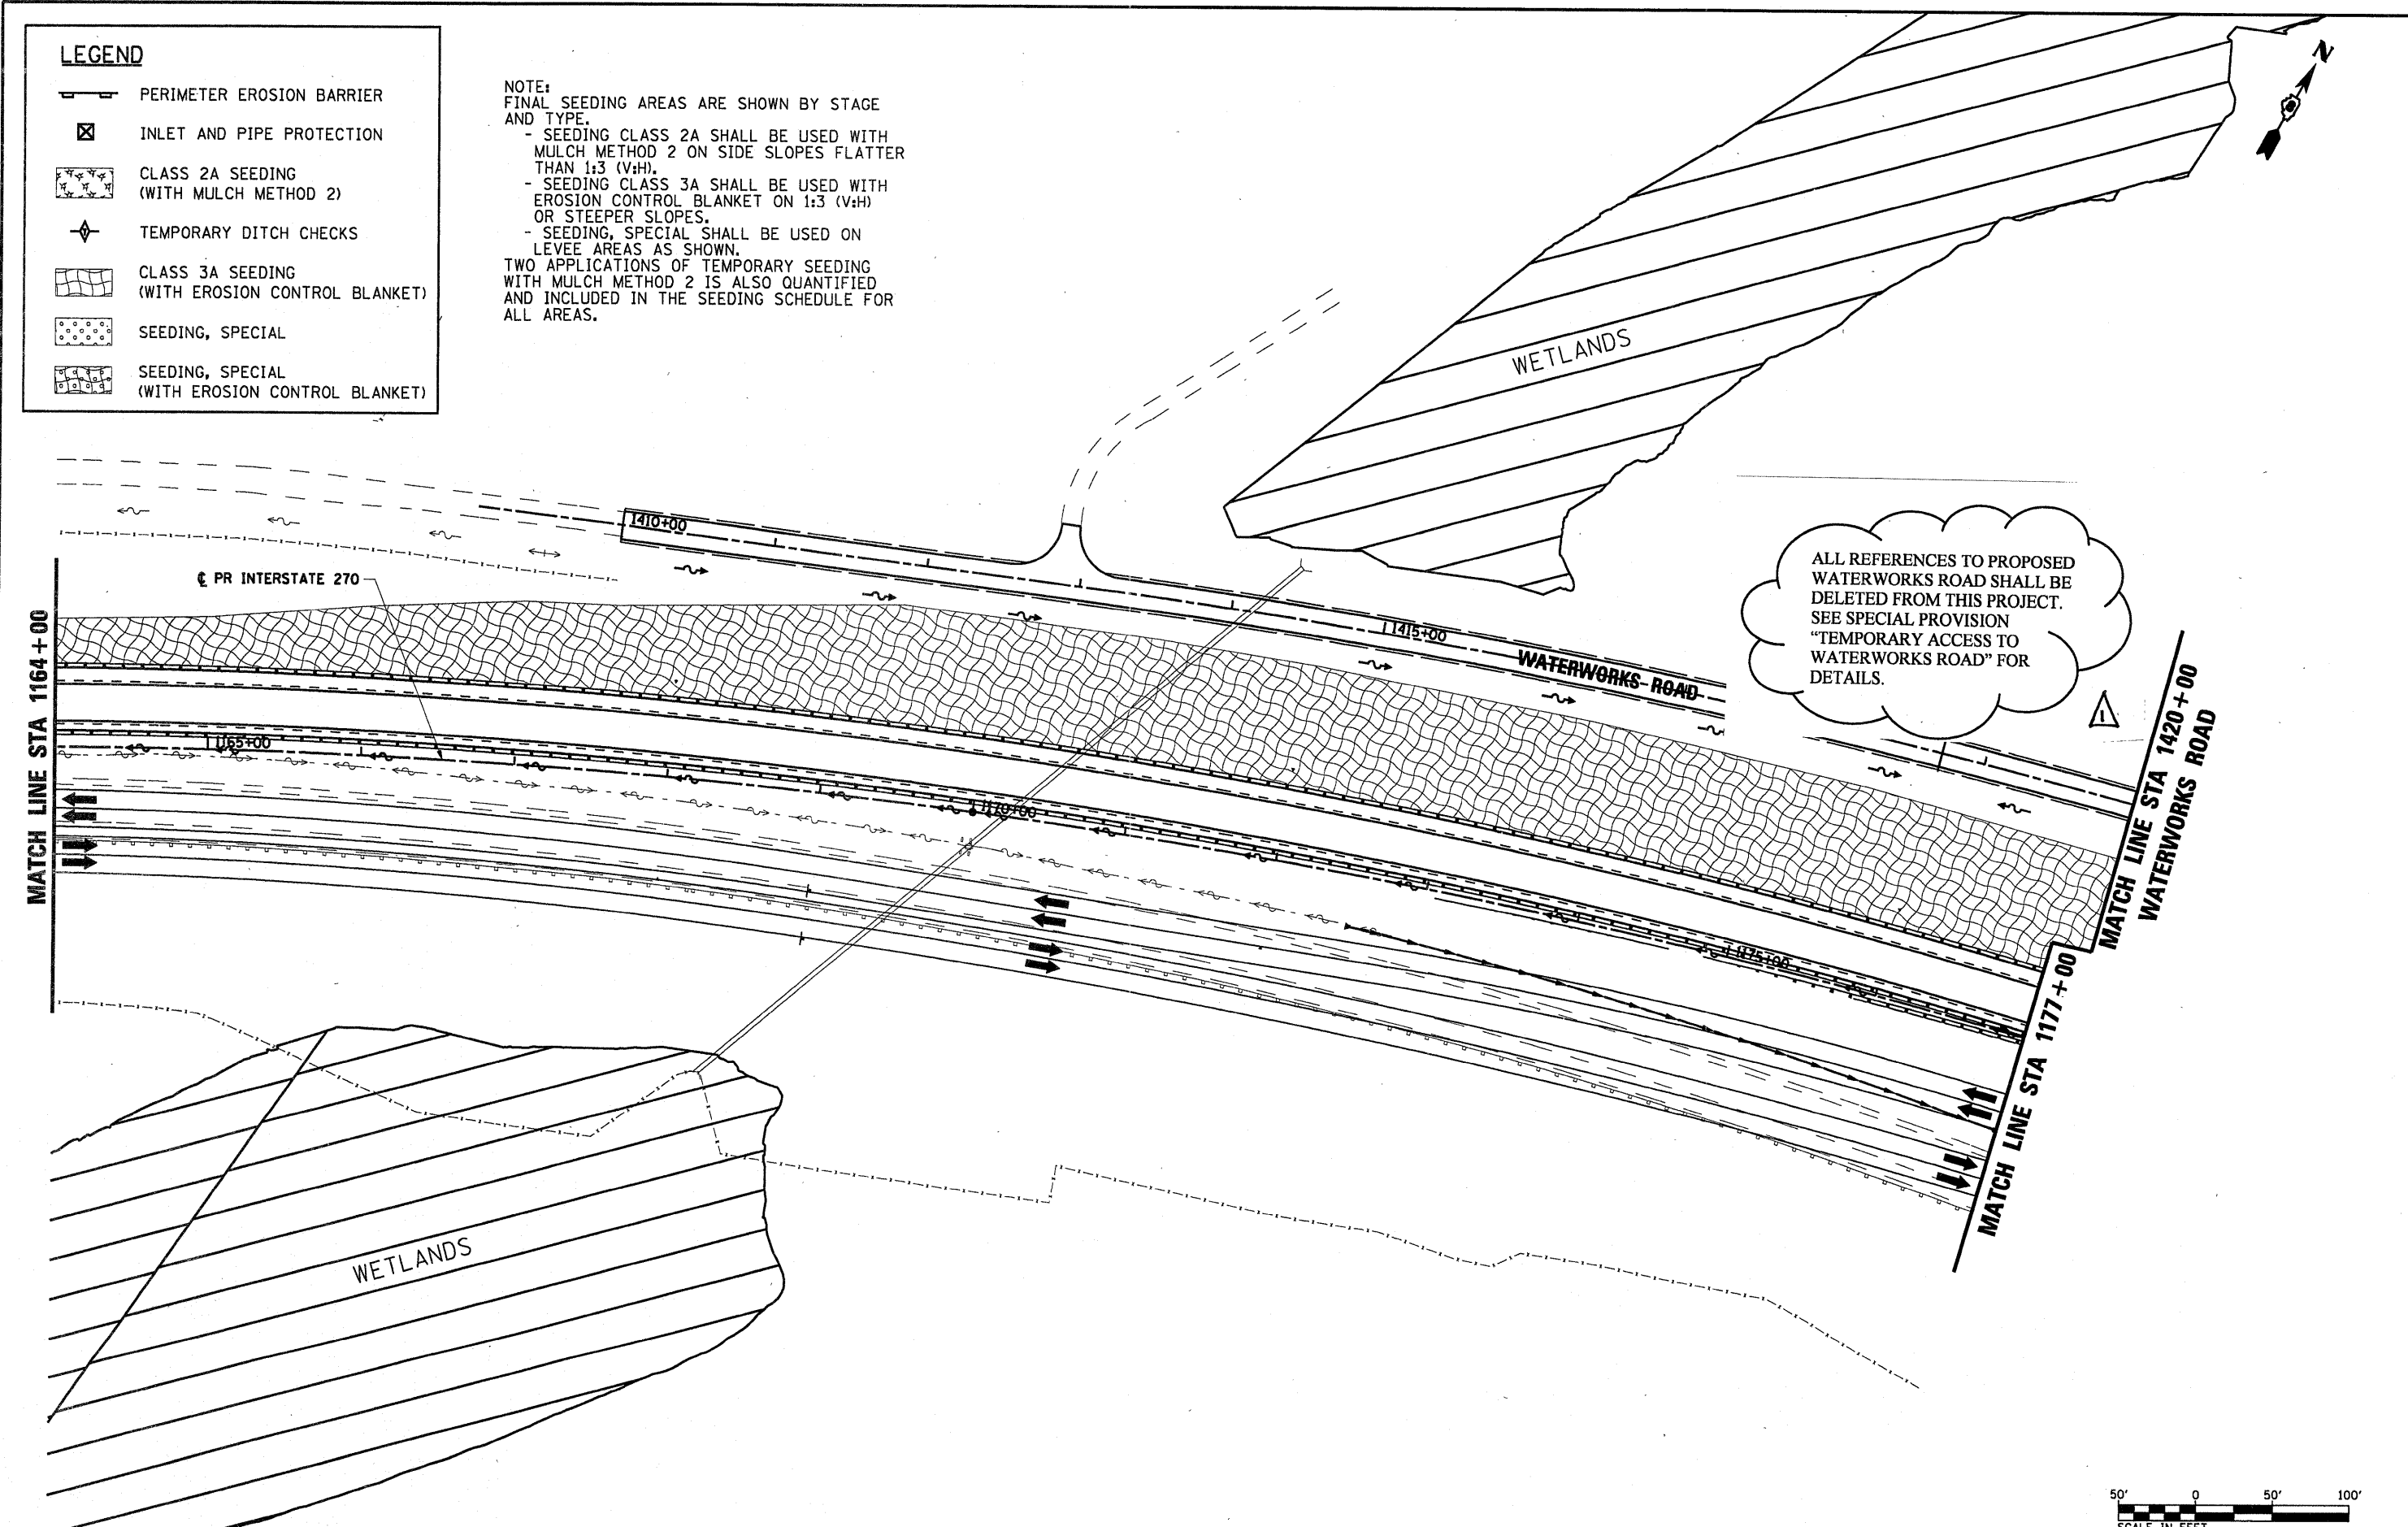 LEGEND
PERIMETER EROSION BARRIER
INLET AND PIPE PROTECTION
CLASS 2A SEEDING
(WITH MULCH METHOD 2)
TEMPORARY DITCH CHECKS
CLASS 3A SEEDING
(WITH EROSION CONTROL BLANKET)
SEEDING, SPECIAL
SEEDING, SPECIAL
(WITH EROSION CONTROL BLANKET)
NOTE:
FINAL SEEDING AREAS ARE SHOWN BY STAGE
AND TYPE.
- SEEDING CLASS 2A SHALL BE USED WITH
MULCH METHOD 2 ON SIDE SLOPES FLATTER
THAN 1:3 (V:H).
- SEEDING CLASS 3A SHALL BE USED WITH
EROSION CONTROL BLANKET ON 1:3 (V:H)
OR STEEPER SLOPES.
- SEEDING, SPECIAL SHALL BE USED ON
LEVEE AREAS AS SHOWN.
TWO APPLICATIONS OF TEMPORARY SEEDING
WITH MULCH METHOD 2 IS ALSO QUANTIFIED
AND INCLUDED IN THE SEEDING SCHEDULE FOR
ALL AREAS.
N
WETLANDS
1410+00
℄ PR INTERSTATE 270
1415+00
WATERWORKS ROAD
ALL REFERENCES TO PROPOSED
WATERWORKS ROAD SHALL BE
DELETED FROM THIS PROJECT.
SEE SPECIAL PROVISION
“TEMPORARY ACCESS TO
WATERWORKS ROAD” FOR
DETAILS.
1
MATCH LINE STA 1164+00
1165+00
1170+00
1175+00
MATCH LINE STA 1420+00
WATERWORKS ROAD
MATCH LINE STA 1177+00
WETLANDS
50' 0 50' 100'
SCALE IN FEET